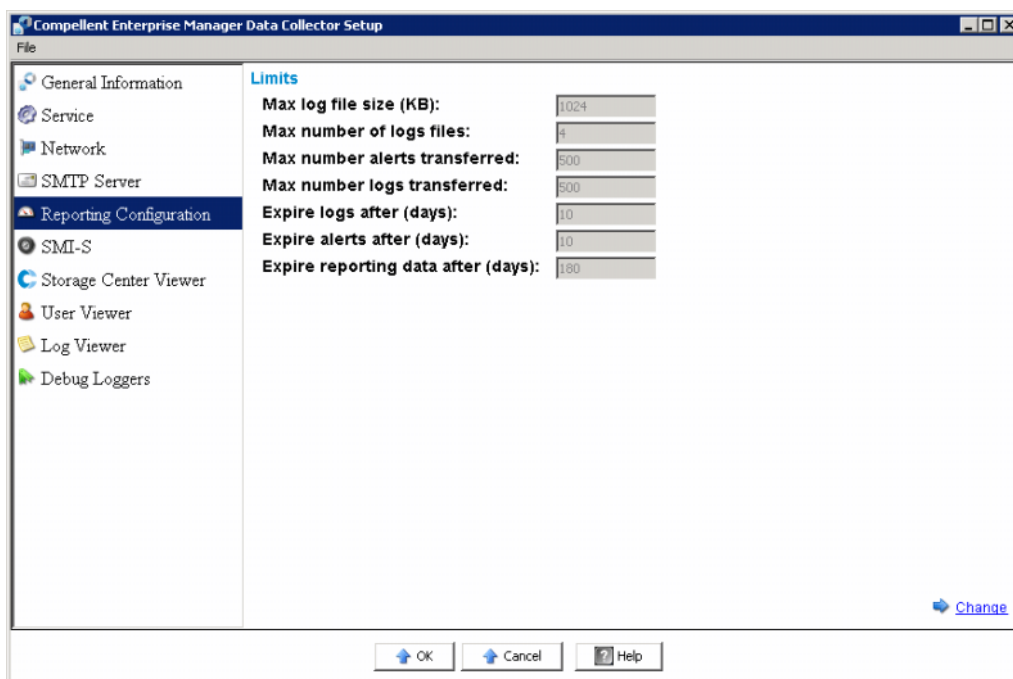 Compellent Enterprise Manager Data Collector Setup
File
General Information
Service
Network
SMTP Server
Reporting Configuration
SMI-S
Storage Center Viewer
User Viewer
Log Viewer
Debug Loggers
Limits
Max log file size (KB): 1024
Max number of logs files: 4
Max number alerts transferred: 500
Max number logs transferred: 500
Expire logs after (days): 10
Expire alerts after (days): 10
Expire reporting data after (days): 180
Change
OK Cancel ? Help